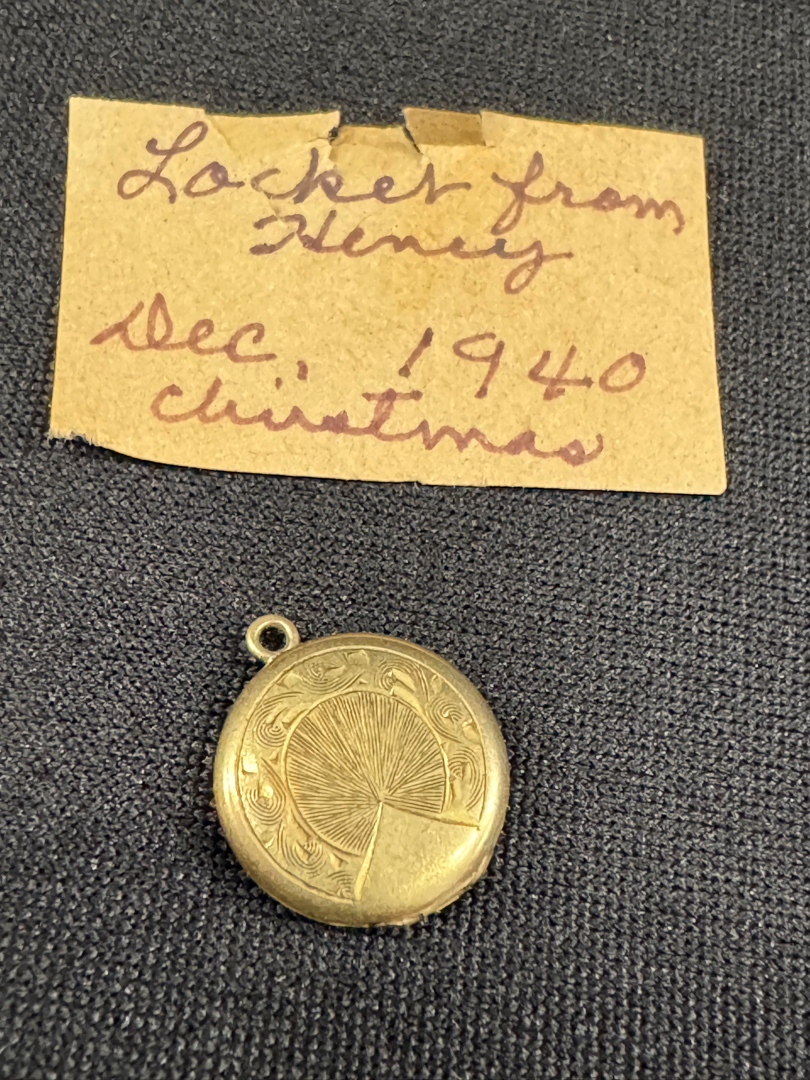 Locket from
Henry
Dec. 1940
Christmas